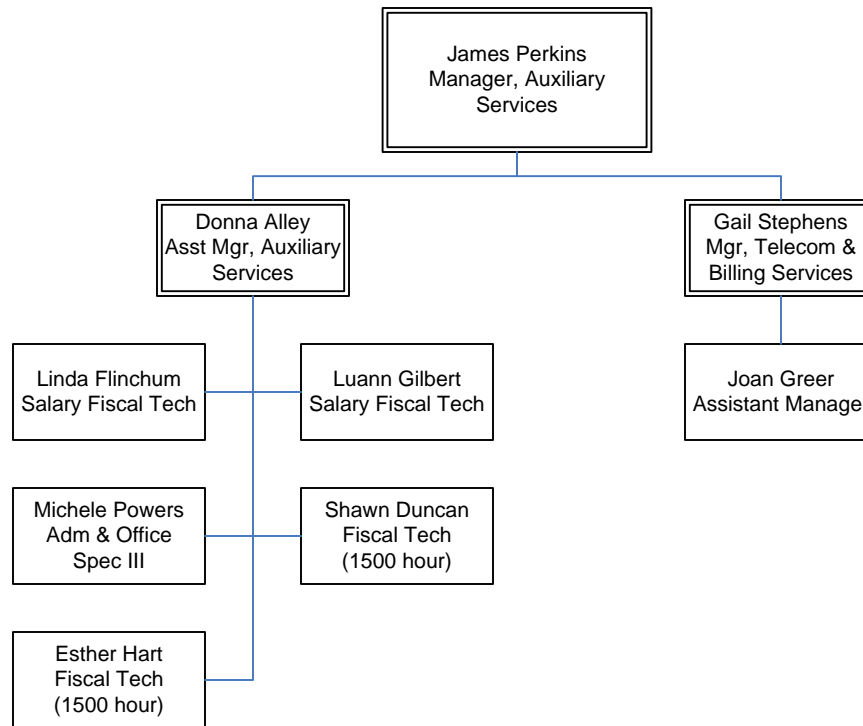 James Perkins
Manager, Auxiliary
Services
Donna Alley
Asst Mgr, Auxiliary
Services
Gail Stephens
Mgr, Telecom &
Billing Services
Linda Flinchum
Salary Fiscal Tech
Luann Gilbert
Salary Fiscal Tech
Joan Greer
Assistant Manage
Michele Powers
Adm & Office
Spec III
Shawn Duncan
Fiscal Tech
(1500 hour)
Esther Hart
Fiscal Tech
(1500 hour)